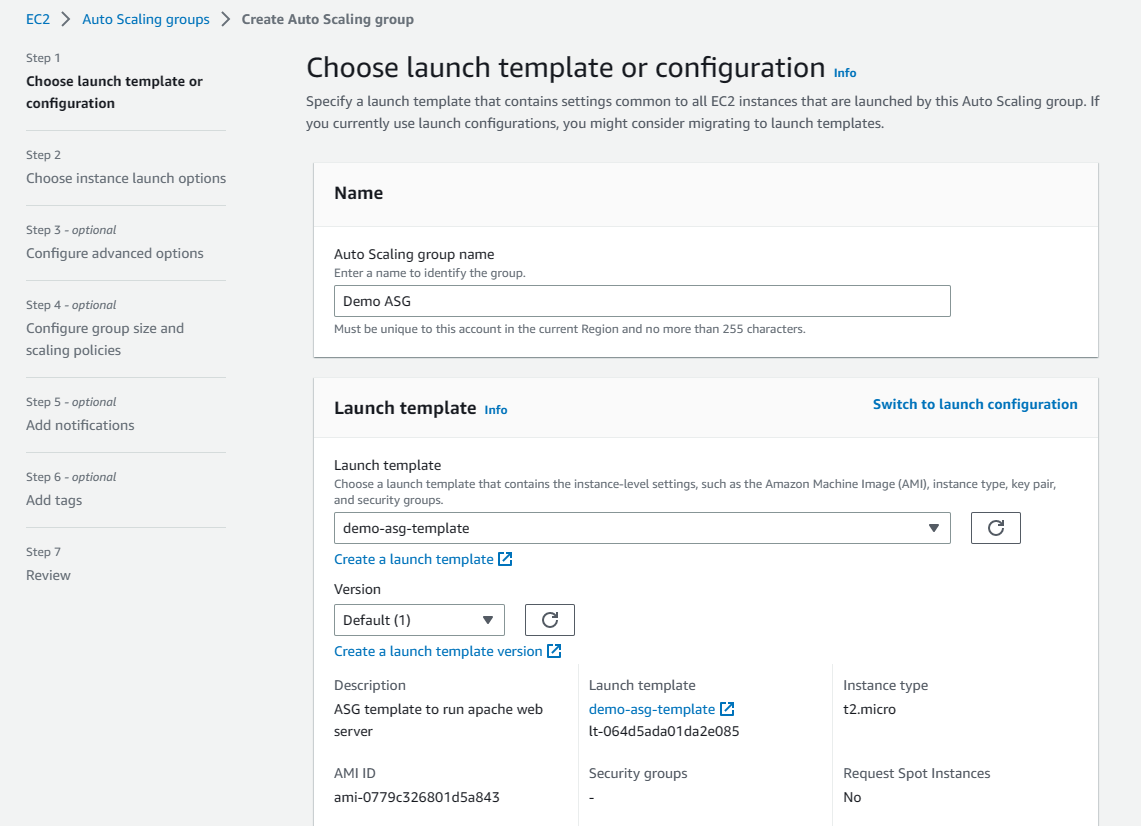 EC2 > Auto Scaling groups > Create Auto Scaling group
Step 1
Choose launch template or
configuration
Step 2
Choose instance launch options
Step 3 - optional
Configure advanced options
Step 4 - optional
Configure group size and
scaling policies
Step 5 - optional
Add notifications
Step 6 - optional
Add tags
Step 7
Review
Choose launch template or configuration Info
Specify a launch template that contains settings common to all EC2 instances that are launched by this Auto Scaling group. If
you currently use launch configurations, you might consider migrating to launch templates.
Name
Auto Scaling group name
Enter a name to identify the group.
Demo ASG
Must be unique to this account in the current Region and no more than 255 characters.
Launch template Info
Switch to launch configuration
Launch template
Choose a launch template that contains the instance-level settings, such as the Amazon Machine Image (AMI), instance type, key pair,
and security groups.
demo-asg-template
Create a launch template
Version
Default (1)
Create a launch template version
Description
ASG template to run apache web
server
Launch template
demo-asg-template
lt-064d5ada01da2e085
Instance type
t2.micro
AMI ID
ami-0779c326801d5a843
Security groups
-
Request Spot Instances
No